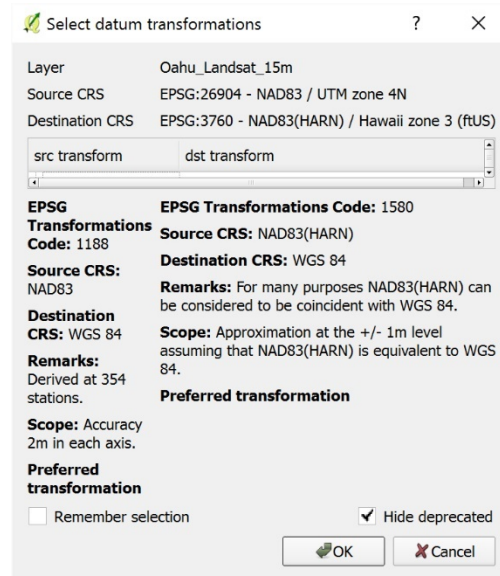 Select datum transformations ? ×
Layer Oahu_Landsat_15m
Source CRS EPSG:26904 - NAD83 / UTM zone 4N
Destination CRS EPSG:3760 - NAD83(HARN) / Hawaii zone 3 (ftUS)
src transform dst transform
EPSG
Transformations
Code: 1188
Source CRS:
NAD83
Destination
CRS: WGS 84
Remarks:
Derived at 354
stations.
Scope: Accuracy
2m in each axis.
Preferred
transformation
EPSG Transformations Code: 1580
Source CRS: NAD83(HARN)
Destination CRS: WGS 84
Remarks: For many purposes NAD83(HARN) can
be considered to be coincident with WGS 84.
Scope: Approximation at the +/- 1m level
assuming that NAD83(HARN) is equivalent to WGS
84.
Preferred transformation
Remember selection
Hide deprecated
OK
Cancel